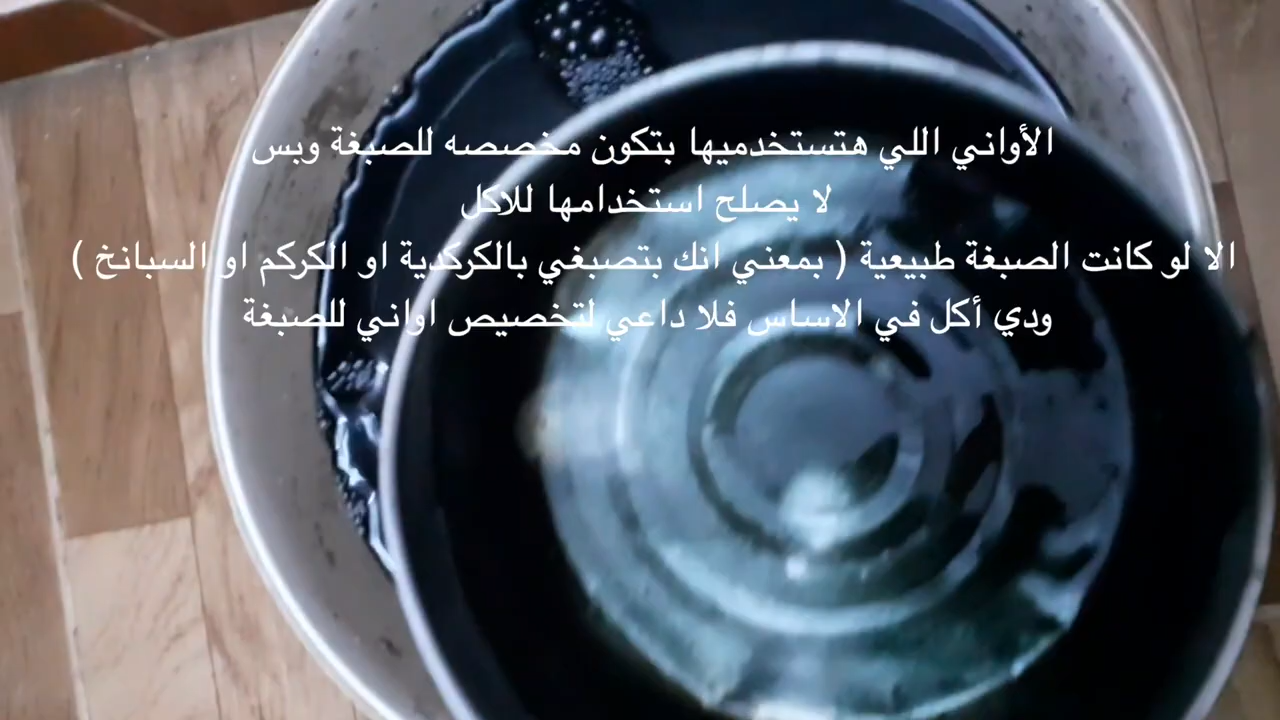 الأواني اللي هتستخدميها بتكون مخصصه للصبغة وبس
لا يصلح استخدامها للاكل
الا لو كانت الصبغة طبيعية ( بمعني انك بتصبغي بالكركدية او الكركم او السبانخ )
ودي أكل في الاساس فلا داعي لتخصيص اواني للصبغة